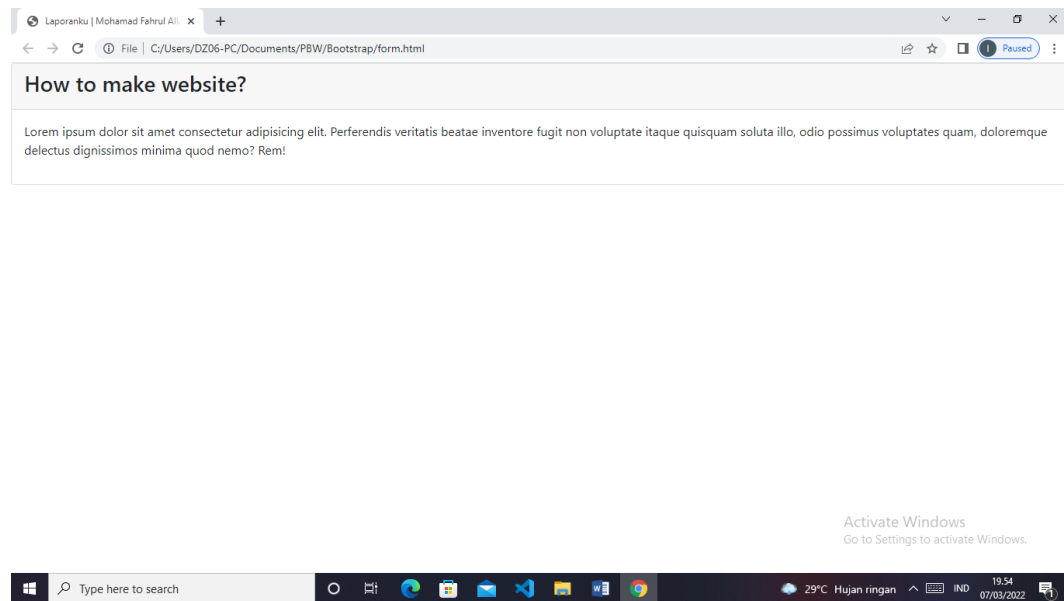 Laporanku | Mohamad Fahrul All
File | C:/Users/DZ06-PC/Documents/PBW/Bootstrap/form.html
I Paused
How to make website?
Lorem ipsum dolor sit amet consectetur adipisicing elit. Perferendis veritatis beatae inventore fugit non voluptate itaque quisquam soluta illo, odio possimus voluptates quam, doloremque
delectus dignissimos minima quod nemo? Rem!
Activate Windows
Go to Settings to activate Windows.
Type here to search
29°C Hujan ringan
IND
19.54
07/03/2022
1